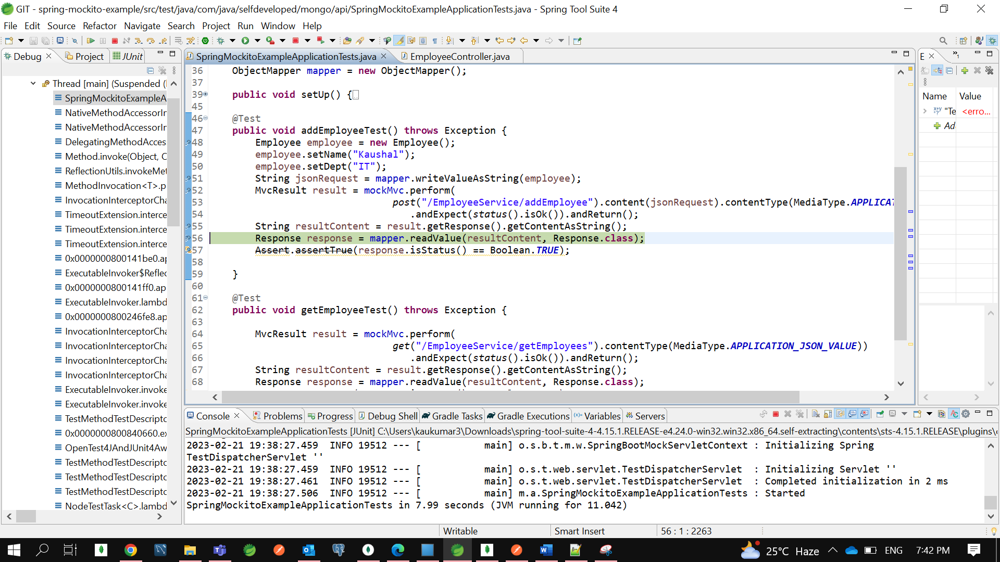 GIT - spring-mockito-example/src/test/java/com/java/selfdeveloped/mongo/api/SpringMockitoExampleApplicationTests.java - Spring Tool Suite 4
File Edit Source Refactor Navigate Search Project Run Window Help
Debug Project JUnit
Thread [main] (Suspended (
SpringMockitoExampleA
NativeMethodAccessorIr
NativeMethodAccessorIr
DelegatingMethodAcces
Method.invoke(Object, C
ReflectionUtils.invokeMet
MethodInvocation<T>.p
InvocationInterceptorCha
TimeoutExtension.interce
TimeoutExtension.interce
TimeoutExtension.interce
0x0000000800141be0.ap
ExecutableInvoker$Reflec
0x0000000800141ff0.ap
ExecutableInvoker.lambd
0x0000000800246fe8.ap
InvocationInterceptorCha
InvocationInterceptorCha
InvocationInterceptorCha
InvocationInterceptorCha
ExecutableInvoker.invoke
ExecutableInvoker.invoke
TestMethodTestDescriptc
0x0000000800840660.ex
OpenTest4JAndJUnit4Aw
TestMethodTestDescriptc
TestMethodTestDescriptc
TestMethodTestDescriptc
NodeTestTask<C>.lambd
SpringMockitoExampleApplicationTests.java EmployeeController.java
36 ObjectMapper mapper = new ObjectMapper();
37
39 public void setUp() {
45
46 @Test
47 public void addEmployeeTest() throws Exception {
48 Employee employee = new Employee();
49 employee.setName("Kaushal");
50 employee.setDept("IT");
51 String jsonRequest = mapper.writeValueAsString(employee);
52 MvcResult result = mockMvc.perform(
53 post("/EmployeeService/addEmployee").content(jsonRequest).contentType(MediaType.APPLICAT
54 .andExpect(status().isOk()).andReturn();
55 String resultContent = result.getResponse().getContentAsString();
56 Response response = mapper.readValue(resultContent, Response.class);
57 Assert.assertTrue(response.isStatus() == Boolean.TRUE);
58
59 }
60
61 @Test
62 public void getEmployeeTest() throws Exception {
63
64 MvcResult result = mockMvc.perform(
65 get("/EmployeeService/getEmployees").contentType(MediaType.APPLICATION_JSON_VALUE))
66 .andExpect(status().isOk()).andReturn();
67 String resultContent = result.getResponse().getContentAsString();
68 Response response = mapper.readValue(resultContent, Response.class);
E
Name Value
"Te <erro...
Ad
Console Problems Progress Debug Shell Gradle Tasks Gradle Executions Variables Servers
SpringMockitoExampleApplicationTests [JUnit] C:\Users\kaukumar3\Downloads\spring-tool-suite-4-4.15.1.RELEASE-e4.24.0-win32.win32.x86_64.self-extracting\contents\sts-4.15.1.RELEASE\plugins\
2023-02-21 19:38:27.459 INFO 19512 --- [ main] o.s.b.t.m.w.SpringBootMockServletContext : Initializing Spring
TestDispatcherServlet ''
2023-02-21 19:38:27.459 INFO 19512 --- [ main] o.s.t.web.servlet.TestDispatcherServlet : Initializing Servlet ''
2023-02-21 19:38:27.461 INFO 19512 --- [ main] o.s.t.web.servlet.TestDispatcherServlet : Completed initialization in 2 ms
2023-02-21 19:38:27.506 INFO 19512 --- [ main] m.a.SpringMockitoExampleApplicationTests : Started
SpringMockitoExampleApplicationTests in 7.99 seconds (JVM running for 11.042)
Writable Smart Insert 56 : 1 : 2263
25°C Haze ENG 7:42 PM